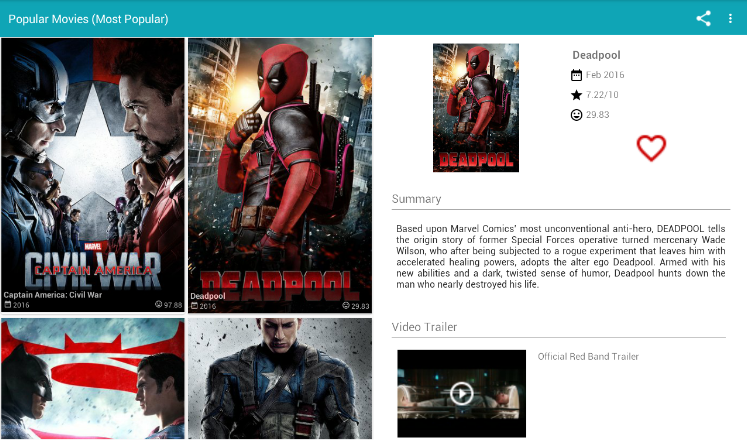 Popular Movies (Most Popular)
MARVEL
CIVIL WAR
CAPTAIN AMERICA
Captain America: Civil War
2016
97.88
DEADPOOL
Deadpool
2016
29.83
DEADPOOL
Deadpool
Feb 2016
7.22/10
29.83
Summary
Based upon Marvel Comics' most unconventional anti-hero, DEADPOOL tells
the origin story of former Special Forces operative turned mercenary Wade
Wilson, who after being subjected to a rogue experiment that leaves him with
accelerated healing powers, adopts the alter ego Deadpool. Armed with his
new abilities and a dark, twisted sense of humor, Deadpool hunts down the
man who nearly destroyed his life.
Video Trailer
Official Red Band Trailer